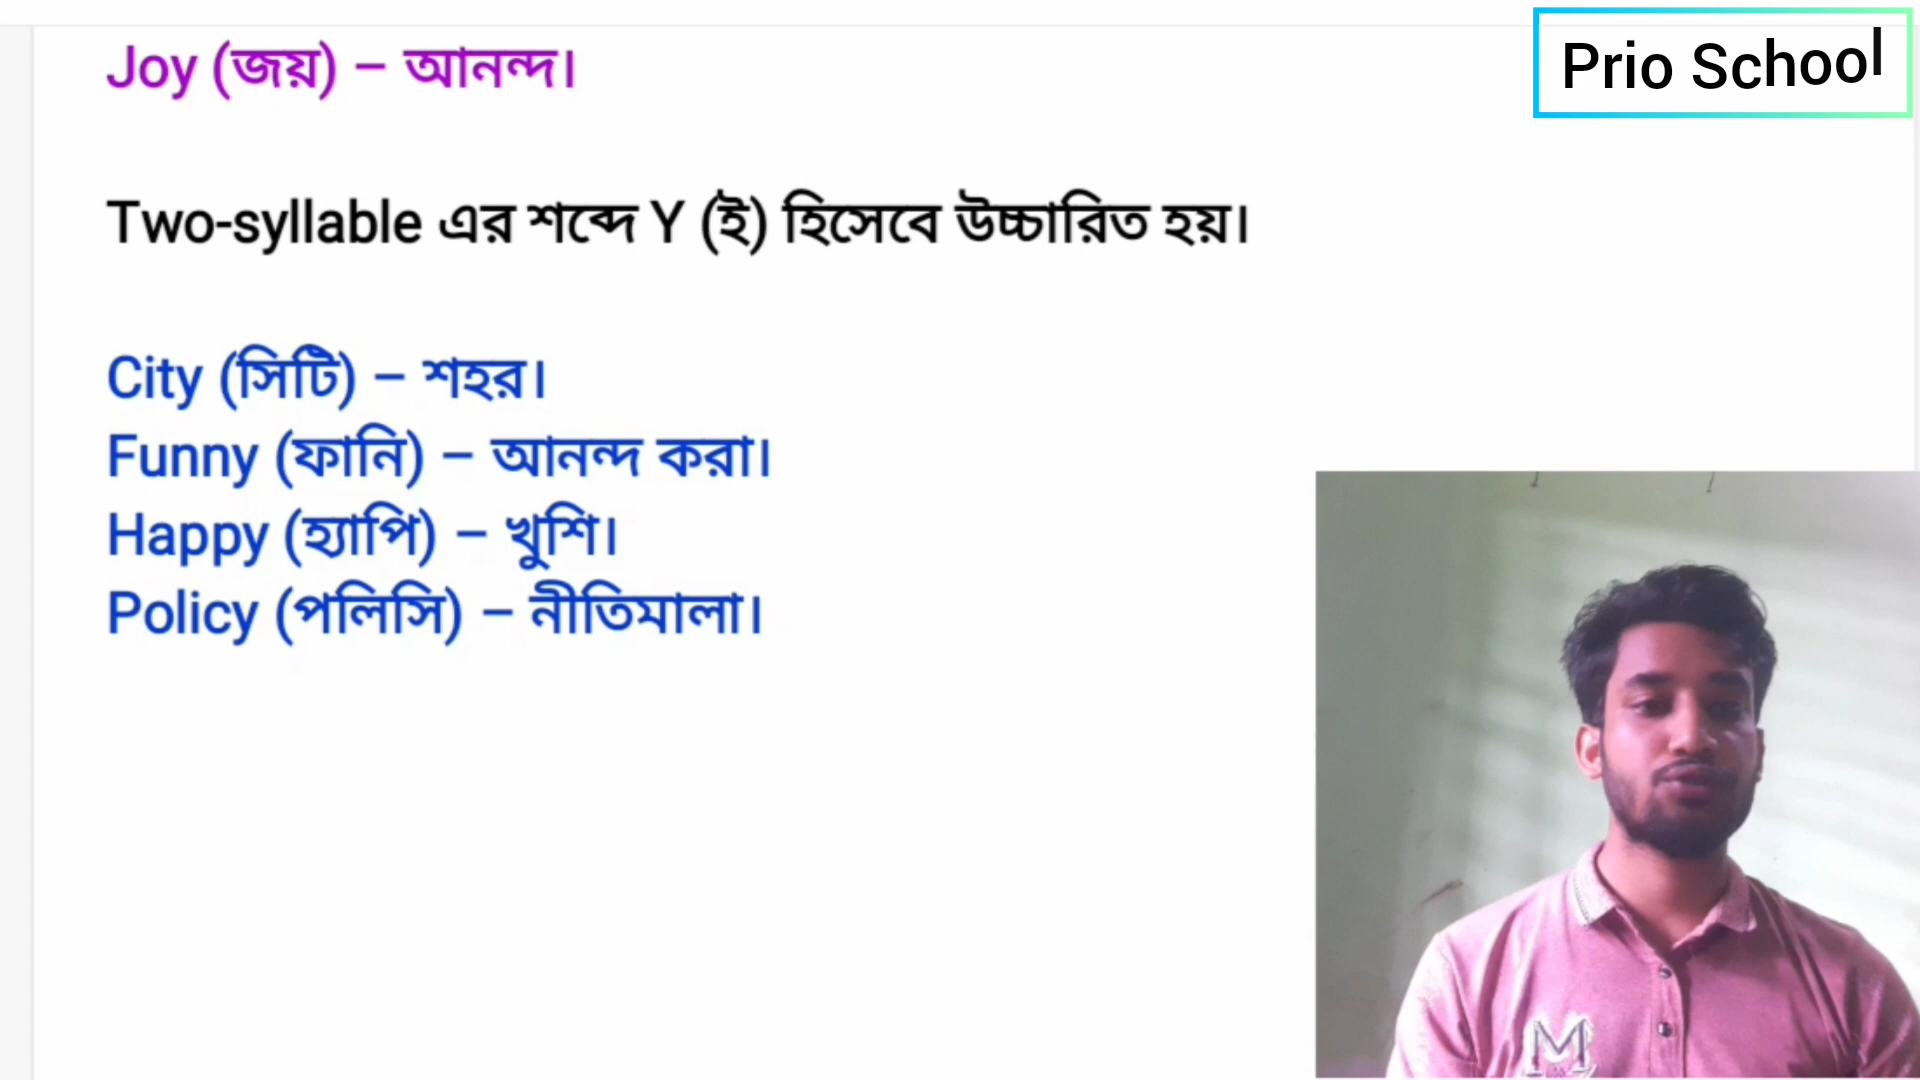 Prio School
Joy (জয়) – আনন্দ।
Two-syllable এর শব্দে Y (ই) হিসেবে উচ্চারিত হয়।
City (সিটি) – শহর।
Funny (ফানি) – আনন্দ করা।
Happy (হ্যাপি) – খুশি।
Policy (পলিসি) – নীতিমালা।
M